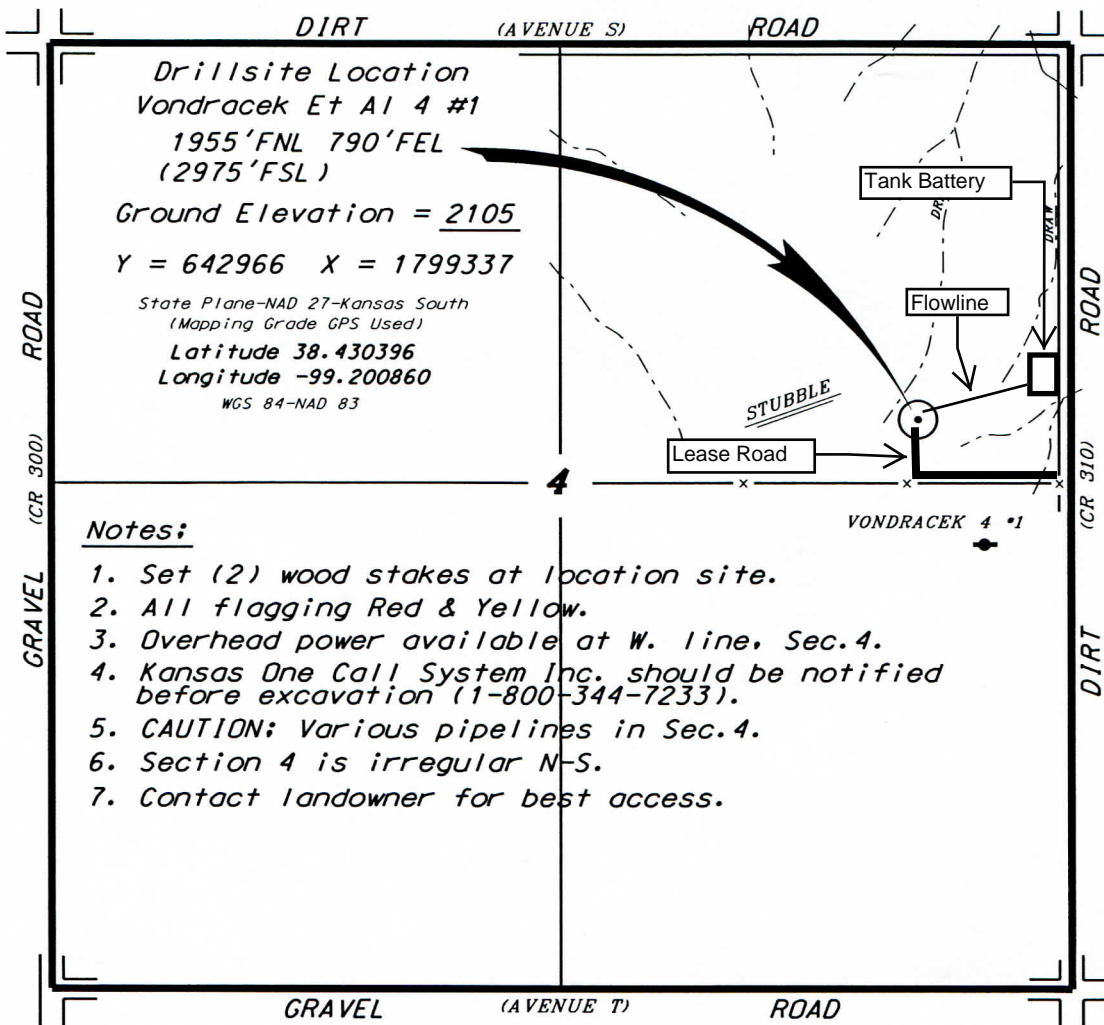 DIRT (AVENUE S) ROAD
Drillsite Location
Vondracek Et Al 4 #1
1955'FNL 790'FEL
(2975'FSL)
Ground Elevation = 2105
Y = 642966 X = 1799337
State Plane-NAD 27-Kansas South
(Mapping Grade GPS Used)
Latitude 38.430396
Longitude -99.200860
WGS 84-NAD 83
Tank Battery
DRAW
Flowline
STUBBLE
Lease Road
4
VONDRACEK 4 #1
GRAVEL (CR 300) ROAD
DIRT (CR 310) ROAD
Notes:
1. Set (2) wood stakes at location site.
2. All flagging Red & Yellow.
3. Overhead power available at W. line, Sec.4.
4. Kansas One Call System Inc. should be notified
before excavation (1-800-344-7233).
5. CAUTION: Various pipelines in Sec.4.
6. Section 4 is irregular N-S.
7. Contact landowner for best access.
GRAVEL (AVENUE T) ROAD